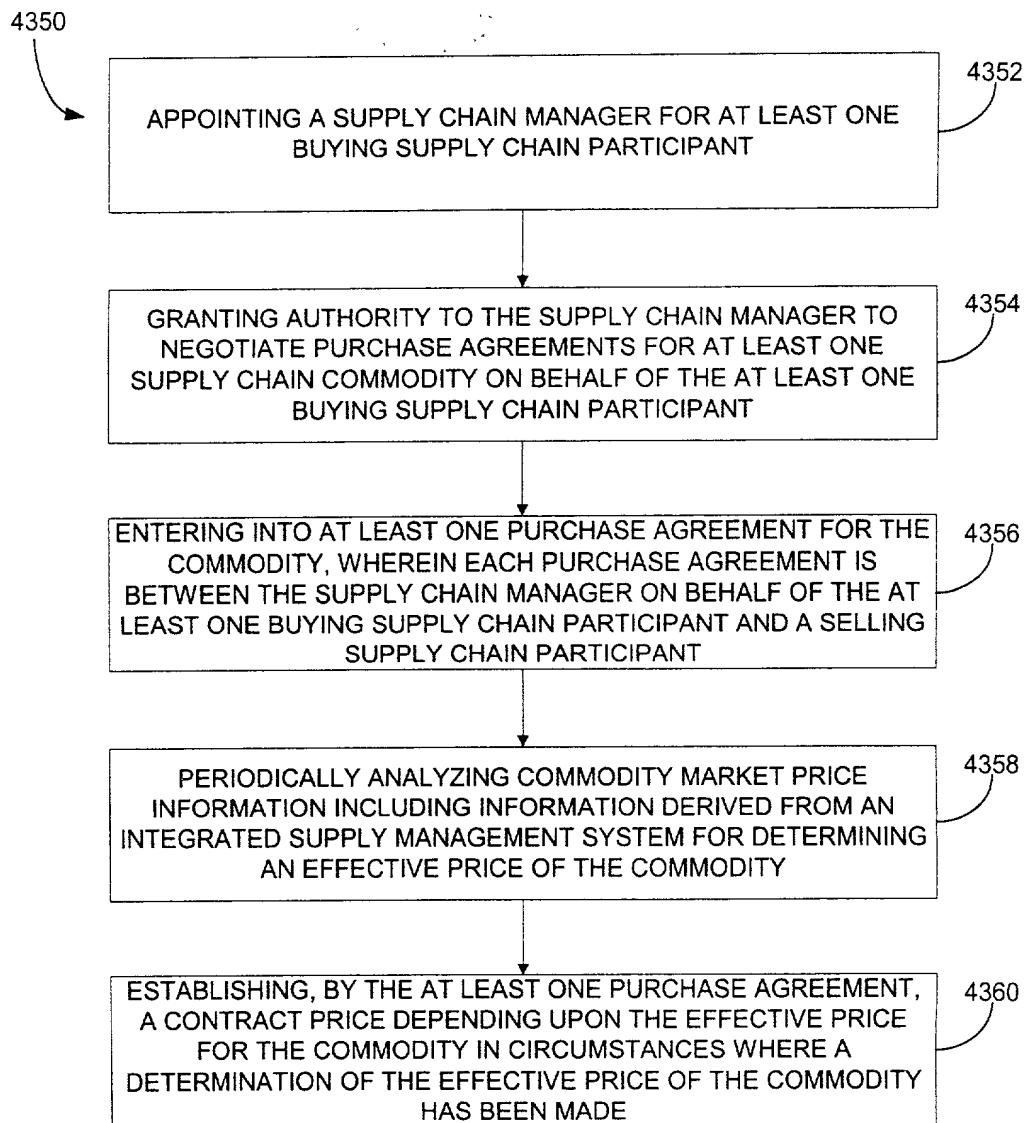 4350
4352
APPOINTING A SUPPLY CHAIN MANAGER FOR AT LEAST ONE
BUYING SUPPLY CHAIN PARTICIPANT
4354
GRANTING AUTHORITY TO THE SUPPLY CHAIN MANAGER TO
NEGOTIATE PURCHASE AGREEMENTS FOR AT LEAST ONE
SUPPLY CHAIN COMMODITY ON BEHALF OF THE AT LEAST ONE
BUYING SUPPLY CHAIN PARTICIPANT
4356
ENTERING INTO AT LEAST ONE PURCHASE AGREEMENT FOR THE
COMMODITY, WHEREIN EACH PURCHASE AGREEMENT IS
BETWEEN THE SUPPLY CHAIN MANAGER ON BEHALF OF THE AT
LEAST ONE BUYING SUPPLY CHAIN PARTICIPANT AND A SELLING
SUPPLY CHAIN PARTICIPANT
4358
PERIODICALLY ANALYZING COMMODITY MARKET PRICE
INFORMATION INCLUDING INFORMATION DERIVED FROM AN
INTEGRATED SUPPLY MANAGEMENT SYSTEM FOR DETERMINING
AN EFFECTIVE PRICE OF THE COMMODITY
4360
ESTABLISHING, BY THE AT LEAST ONE PURCHASE AGREEMENT,
A CONTRACT PRICE DEPENDING UPON THE EFFECTIVE PRICE
FOR THE COMMODITY IN CIRCUMSTANCES WHERE A
DETERMINATION OF THE EFFECTIVE PRICE OF THE COMMODITY
HAS BEEN MADE